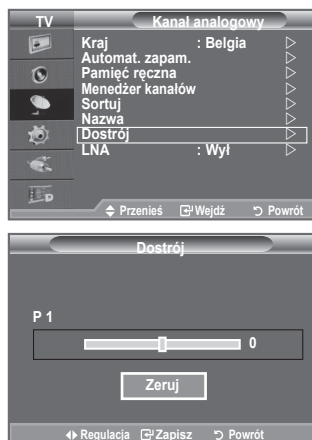 TV Kanał analogowy
Kraj : Belgia
Automat. zapam.
Pamięć ręczna
Menedżer kanałów
Sortuj
Nazwa
Dostrój
LNA : Wył
Przenieś Wejdź Powrót
Dostrój
P 1
0
Zeruj
Regulacja Zapisz Powrót